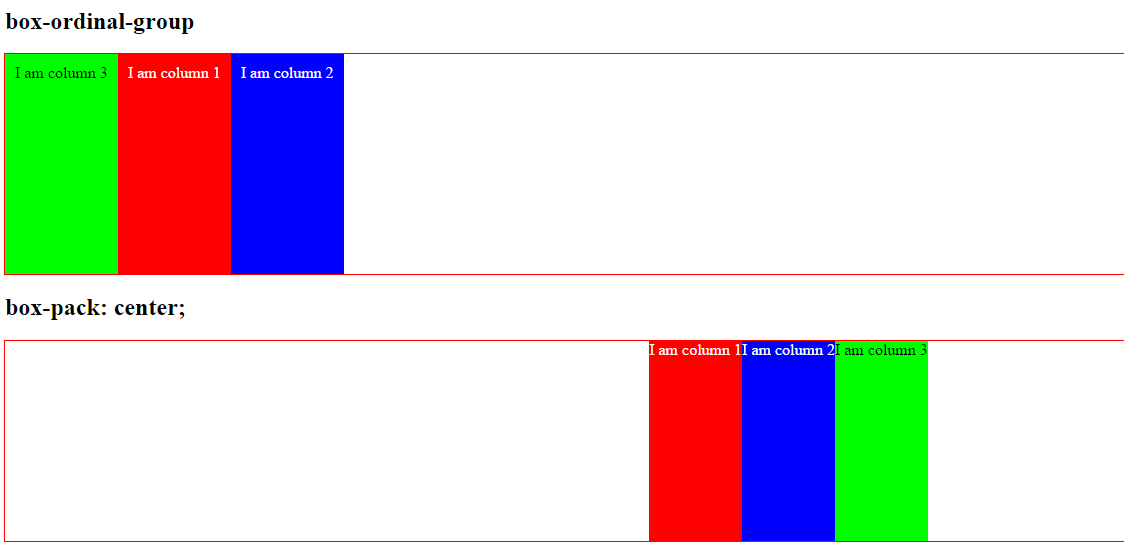 box-ordinal-group
I am column 3 I am column 1 I am column 2
box-pack: center;
I am column 1 I am column 2 I am column 3